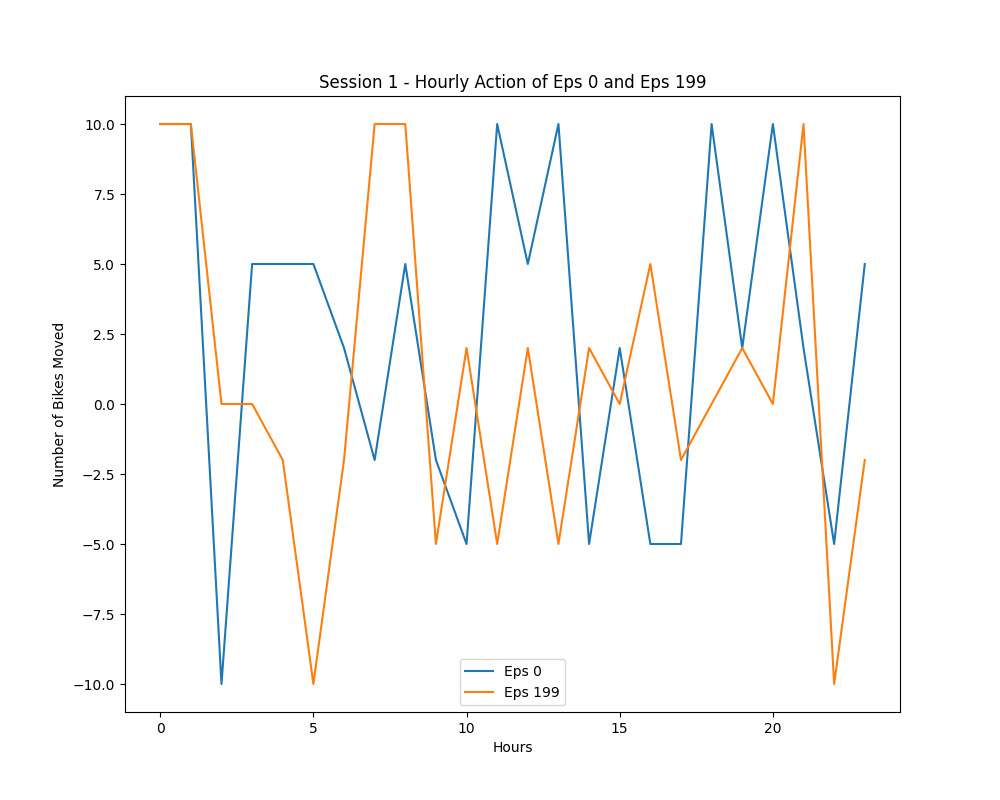 Session 1 - Hourly Action of Eps 0 and Eps 199
10.0
7.5
5.0
2.5
0.0
−2.5
−5.0
−7.5
−10.0
Number of Bikes Moved
Eps 0
Eps 199
0 5 10 15 20
Hours